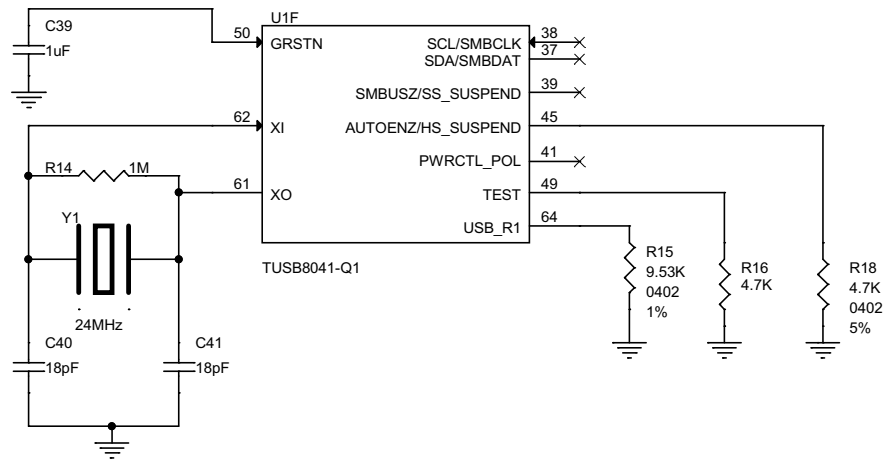 U1F
C39
1uF
50
GRSTN
SCL/SMBCLK
38
SDA/SMBDAT
37
SMBUSZ/SS_SUSPEND
39
62
XI
AUTOENZ/HS_SUSPEND
45
R14
1M
PWRCTL_POL
41
61
XO
TEST
49
Y1
USB_R1
64
TUSB8041-Q1
R15
9.53K
0402
1%
R16
4.7K
R18
4.7K
0402
5%
24MHz
C40
18pF
C41
18pF